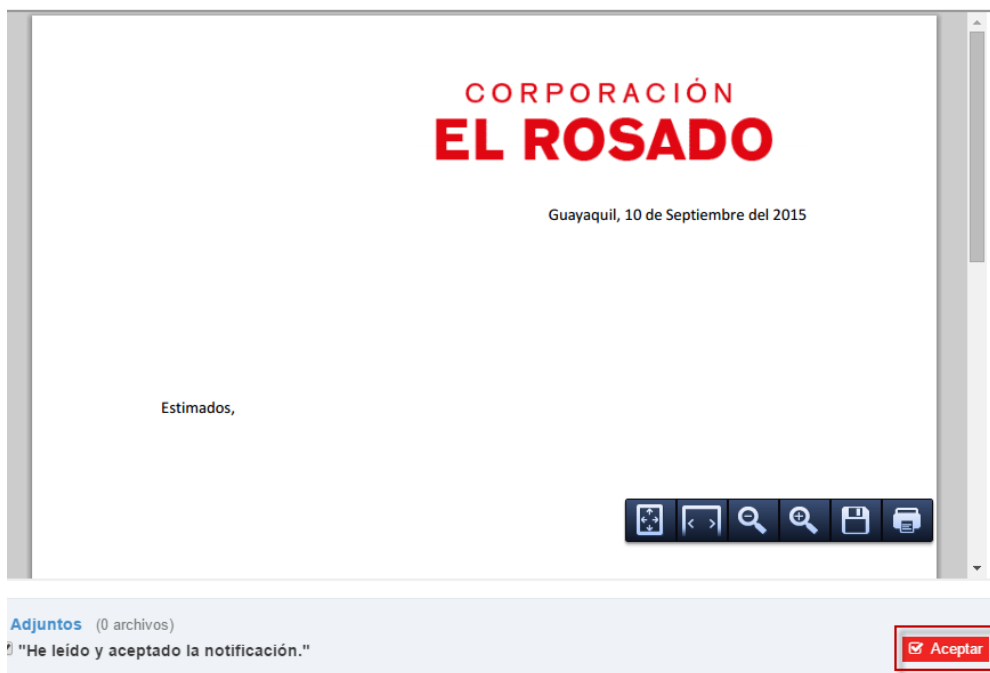 CORPORACIÓN
EL ROSADO
Guayaquil, 10 de Septiembre del 2015
Estimados,
Adjuntos (0 archivos)
"He leído y aceptado la notificación."
Aceptar